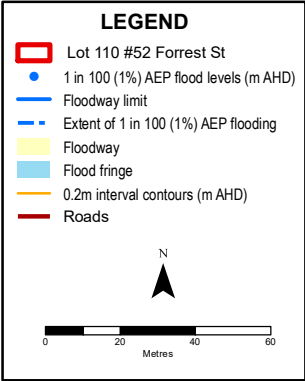 LEGEND
Lot 110 #52 Forrest St
1 in 100 (1%) AEP flood levels (m AHD)
Floodway limit
Extent of 1 in 100 (1%) AEP flooding
Floodway
Flood fringe
0.2m interval contours (m AHD)
Roads
N
0 20 40 60
Metres